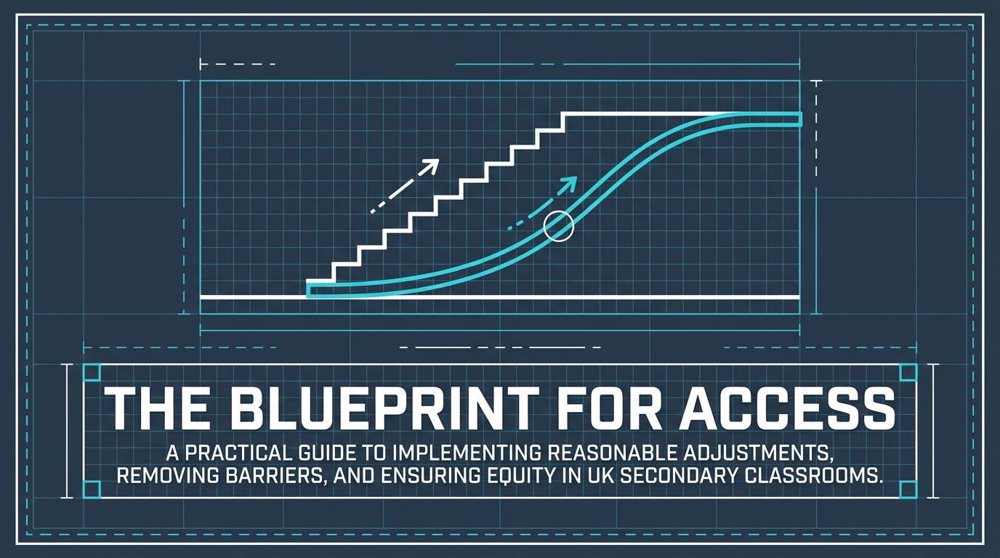 THE BLUEPRINT FOR ACCESS
A PRACTICAL GUIDE TO IMPLEMENTING REASONABLE ADJUSTMENTS,
REMOVING BARRIERS, AND ENSURING EQUITY IN UK SECONDARY CLASSROOMS.